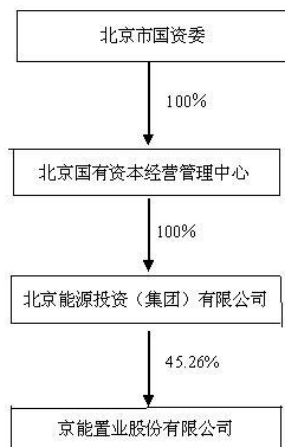 北京市国资委
100%
北京国有资本经营管理中心
100%
北京能源投资（集团）有限公司
45.26%
京能置业股份有限公司